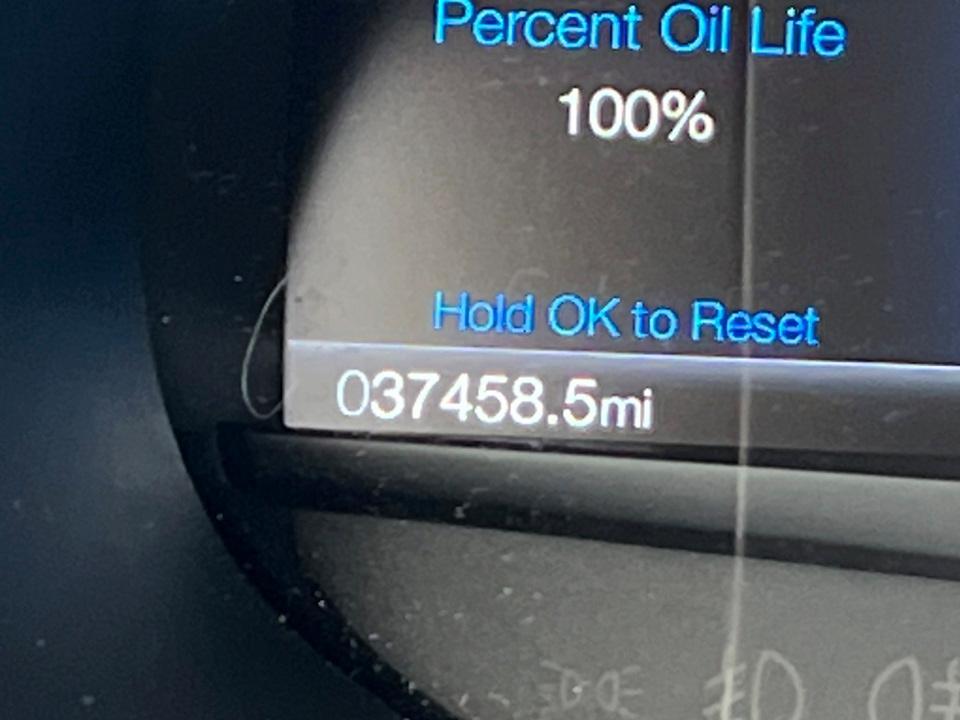 Percent Oil Life
100%
Hold OK to Reset
037458.5mi